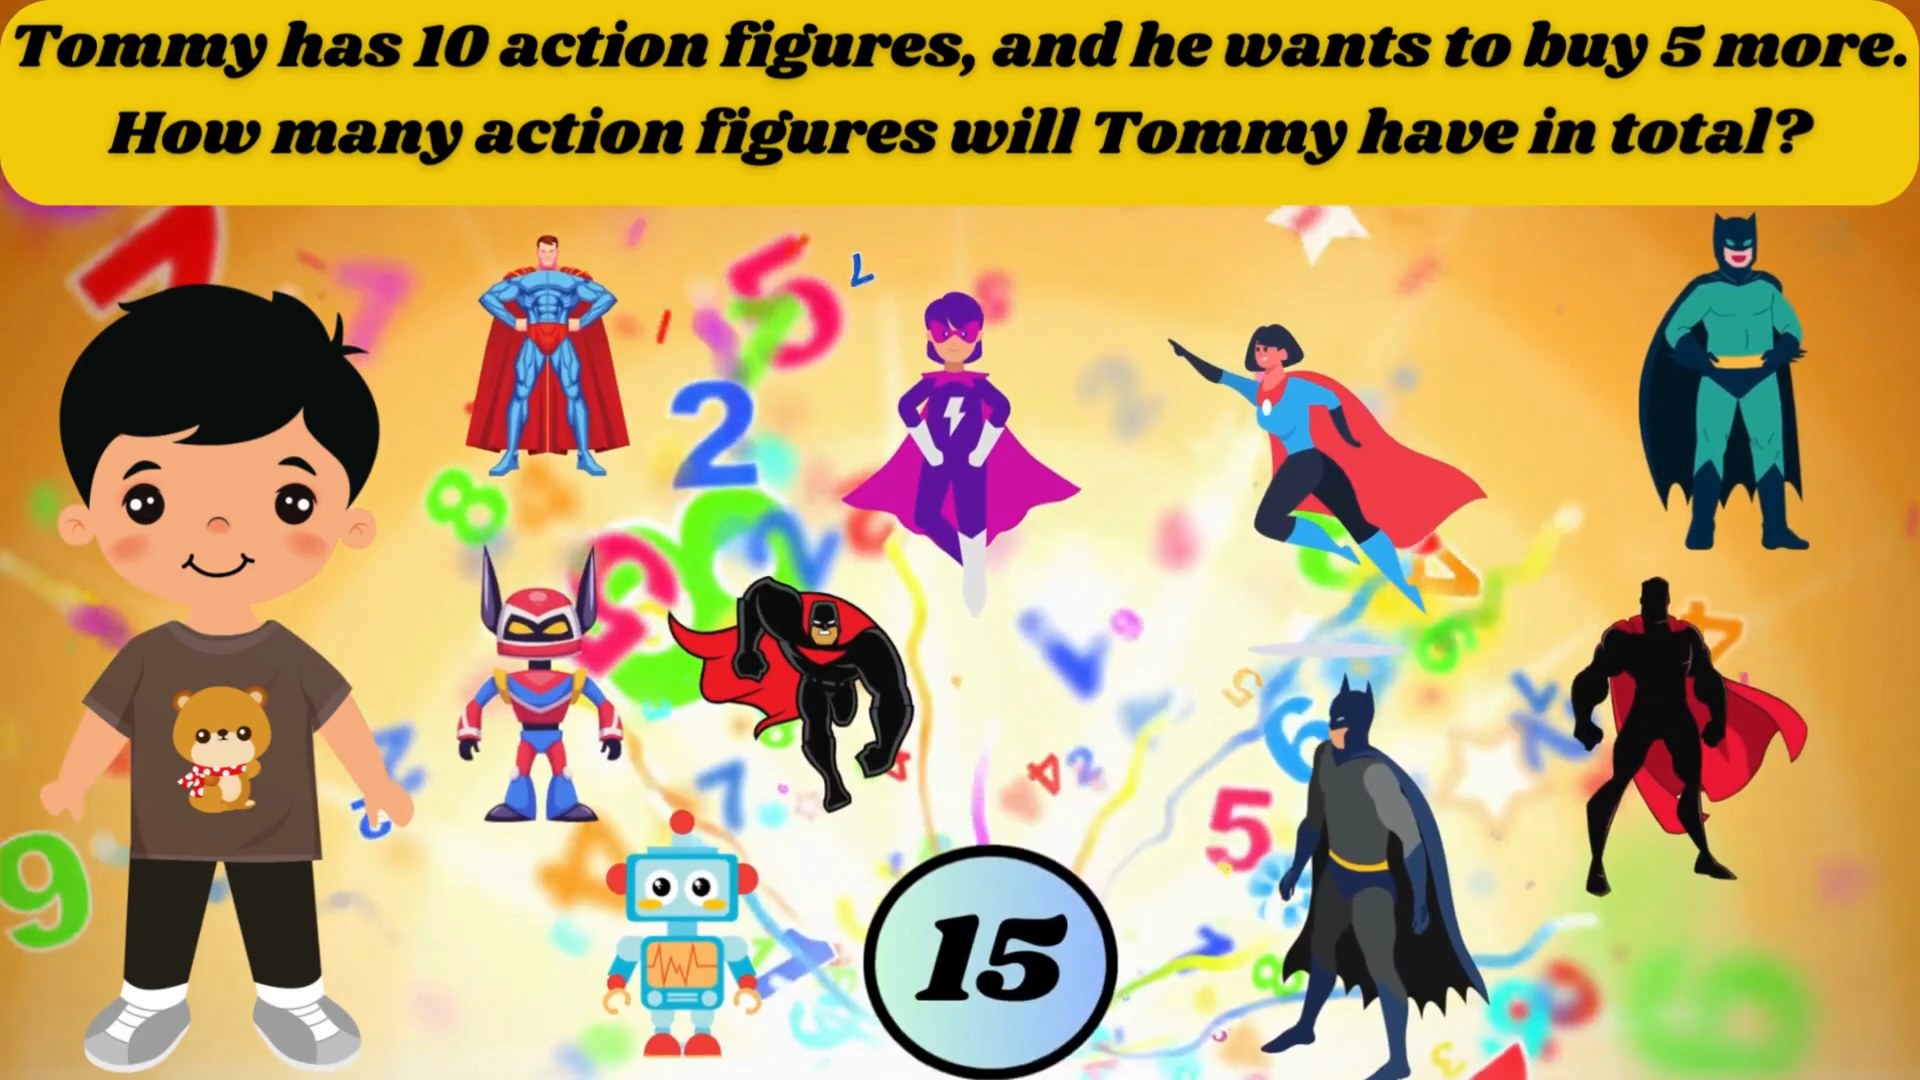 Tommy has 10 action figures, and he wants to buy 5 more.
How many action figures will Tommy have in total?
15